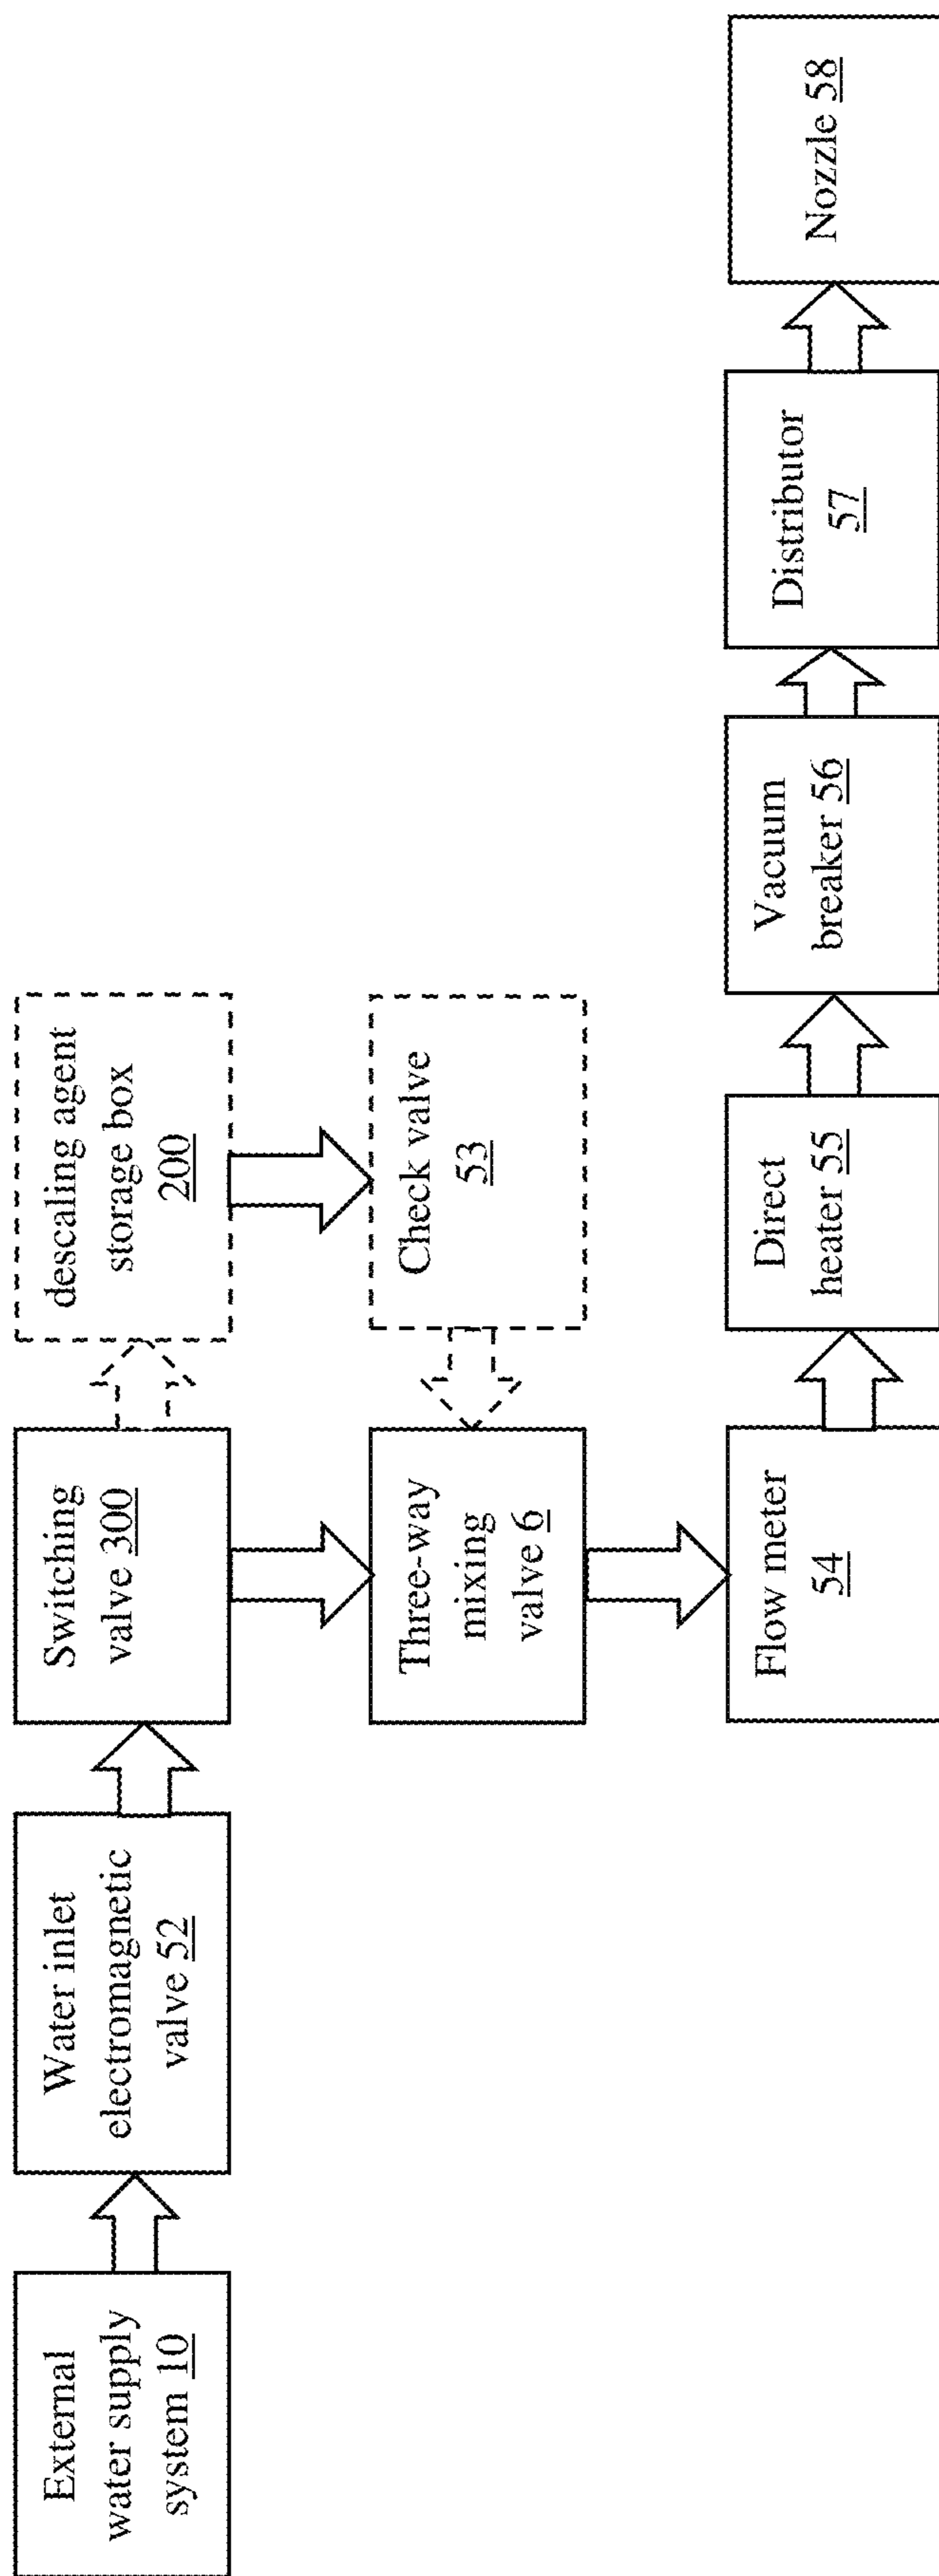 External
water supply
system 10
Water inlet
electromagnetic
valve 52
Switching
valve 300
descaling agent
storage box
200
Three-way
mixing
valve 6
Check valve
53
Flow meter
54
Direct
heater 55
Vacuum
breaker 56
Distributor
57
Nozzle 58